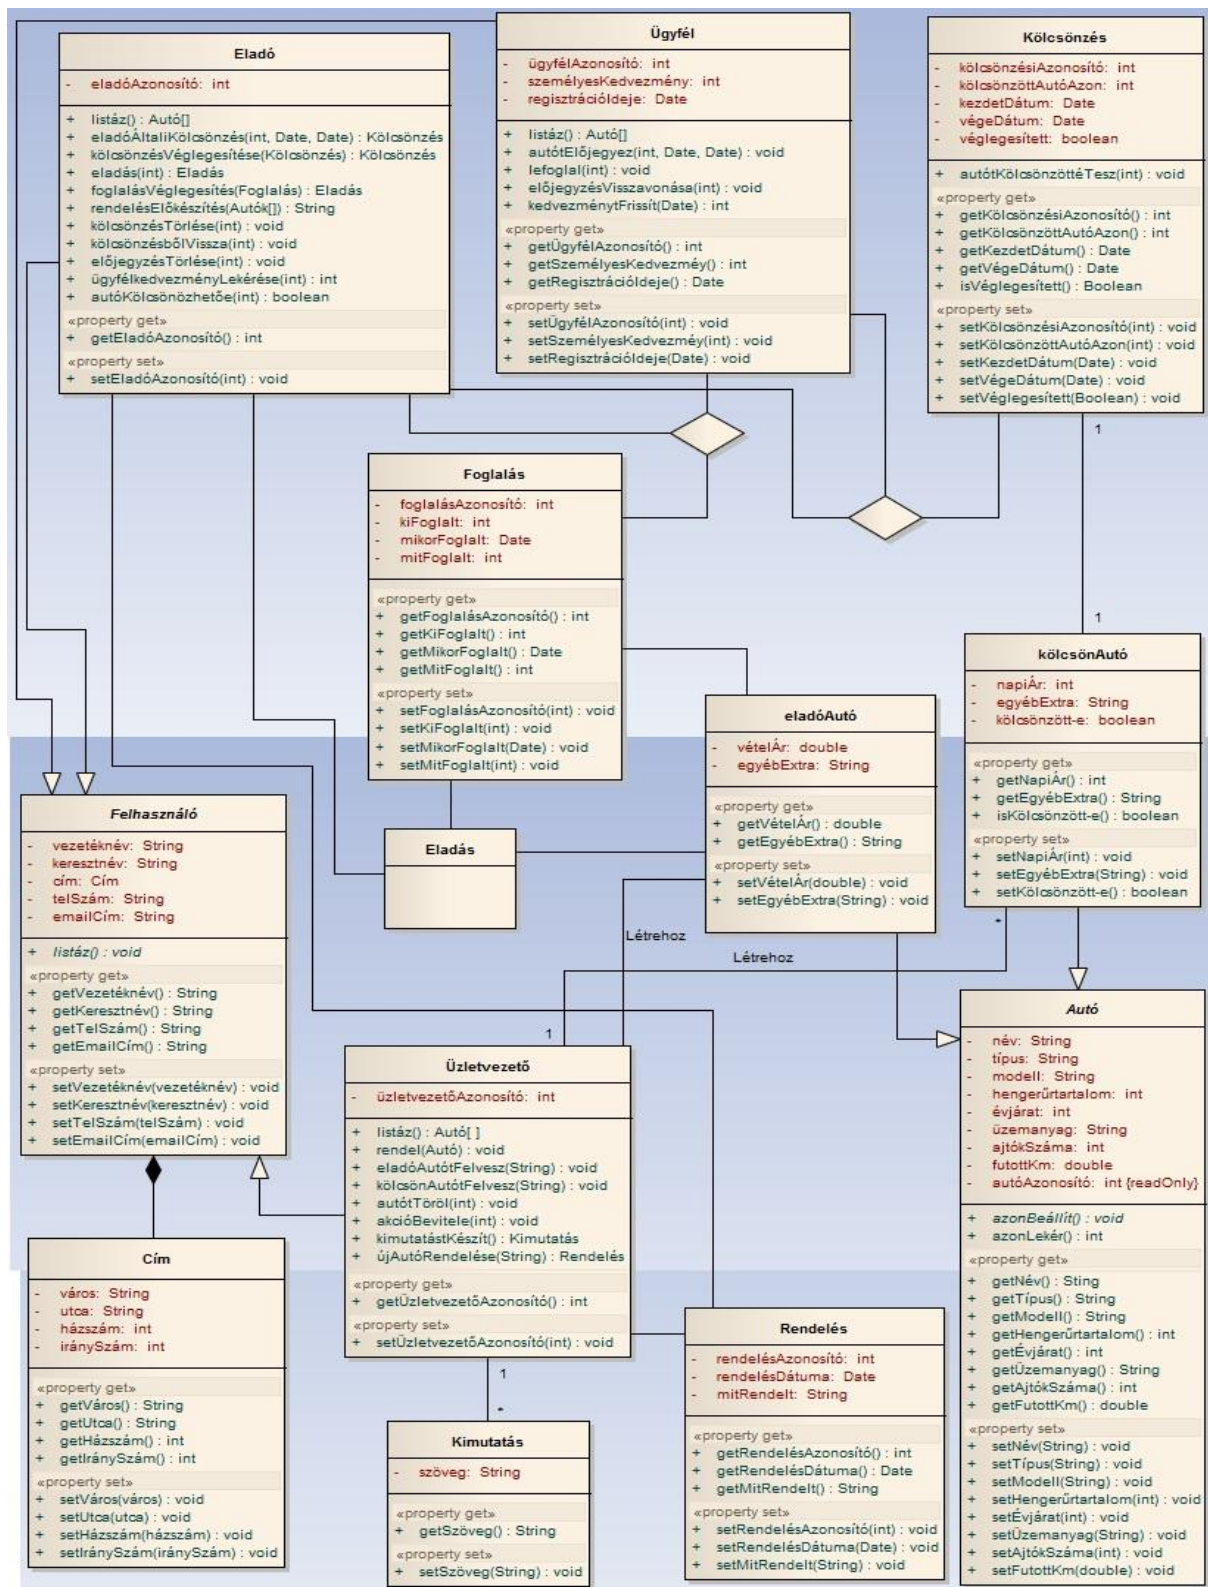 Eladó
- eladóAzonosító: int
+ listáz() : Autó[]
+ eladóÁltaliKölcsönzés(int, Date, Date) : Kölcsönzés
+ kölcsönzésVéglegesítése(Kölcsönzés) : Kölcsönzés
+ eladás(int) : Eladás
+ foglalásVéglegesítés(Foglalás) : Eladás
+ rendelésElőkészítés(Autók[]) : String
+ kölcsönzésTörlése(int) : void
+ kölcsönzésbőlVissza(int) : void
+ előjegyzésTörlése(int) : void
+ ügyfélkedvezményLekérése(int) : int
+ autóKölcsönözhetőe(int) : boolean
«property get»
+ getEladóAzonosító() : int
«property set»
+ setEladóAzonosító(int) : void
Ügyfél
- ügyfélAzonosító: int
- személyesKedvezmény: int
- regisztrációIdeje: Date
+ listáz() : Autó[]
+ autótElőjegyez(int, Date, Date) : void
+ lefoglal(int) : void
+ előjegyzésVisszavonása(int) : void
+ kedvezménytFrissít(Date) : int
«property get»
+ getÜgyfélAzonosító() : int
+ getSzemélyesKedvezméy() : int
+ getRegisztrációIdeje() : Date
«property set»
+ setÜgyfélAzonosító(int) : void
+ setSzemélyesKedvezméy(int) : void
+ setRegisztrációIdeje(Date) : void
Kölcsönzés
- kölcsönzésiAzonosító: int
- kölcsönzöttAutóAzon: int
- kezdetDátum: Date
- végeDátum: Date
- véglegesített: boolean
+ autótKölcsönzöttéTesz(int) : void
«property get»
+ getKölcsönzésiAzonosító() : int
+ getKölcsönzöttAutóAzon() : int
+ getKezdetDátum() : Date
+ getVégeDátum() : Date
+ isVéglegesített() : Boolean
«property set»
+ setKölcsönzésiAzonosító(int) : void
+ setKölcsönzöttAutóAzon(int) : void
+ setKezdetDátum(Date) : void
+ setVégeDátum(Date) : void
+ setVéglegesített(Boolean) : void
1
1
Foglalás
- foglalásAzonosító: int
- kiFoglalt: int
- mikorFoglalt: Date
- mitFoglalt: int
«property get»
+ getFoglalásAzonosító() : int
+ getKiFoglalt() : int
+ getMikorFoglalt() : Date
+ getMitFoglalt() : int
«property set»
+ setFoglalásAzonosító(int) : void
+ setKiFoglalt(int) : void
+ setMikorFoglalt(Date) : void
+ setMitFoglalt(int) : void
kölcsönAutó
- napiÁr: int
- egyébExtra: String
- kölcsönzött-e: boolean
«property get»
+ getNapiÁr() : int
+ getEgyébExtra() : String
+ isKölcsönzött-e() : boolean
«property set»
+ setNapiÁr(int) : void
+ setEgyébExtra(String) : void
+ setKölcsönzött-e() : boolean
eladóAutó
- vételÁr: double
- egyébExtra: String
«property get»
+ getVételÁr() : double
+ getEgyébExtra() : String
«property set»
+ setVételÁr(double) : void
+ setEgyébExtra(String) : void
Eladás
Felhasználó
- vezetéknév: String
- keresztnév: String
- cím: Cím
- telSzám: String
- emailCím: String
+ listáz() : void
«property get»
+ getVezetéknév() : String
+ getKeresztnév() : String
+ getTelSzám() : String
+ getEmailCím() : String
«property set»
+ setVezetéknév(vezetéknév) : void
+ setKeresztnév(keresztnév) : void
+ setTelSzám(telSzám) : void
+ setEmailCím(emailCím) : void
Létrehoz
Létrehoz
*
1
Üzletvezető
- üzletvezetőAzonosító: int
+ listáz() : Autó[ ]
+ rendel(Autó) : void
+ eladóAutótFelvesz(String) : void
+ kölcsönAutótFelvesz(String) : void
+ autótTöröl(int) : void
+ akcióBevitele(int) : void
+ kimutatástKészít() : Kimutatás
+ újAutóRendelése(String) : Rendelés
«property get»
+ getÜzletvezetőAzonosító() : int
«property set»
+ setÜzletvezetőAzonosító(int) : void
1
*
Autó
- név: String
- típus: String
- modell: String
- hengerűrtartalom: int
- évjárat: int
- üzemanyag: String
- ajtókSzáma: int
- futottKm: double
- autóAzonosító: int {readOnly}
+ azonBeállít() : void
+ azonLekér() : int
«property get»
+ getNév() : Sting
+ getTípus() : String
+ getModell() : String
+ getHengerűrtartalom() : int
+ getÉvjárat() : int
+ getÜzemanyag() : String
+ getAjtókSzáma() : int
+ getFutottKm() : double
«property set»
+ setNév(String) : void
+ setTípus(String) : void
+ setModell(String) : void
+ setHengerűrtartalom(int) : void
+ setÉvjárat(int) : void
+ setÜzemanyag(String) : void
+ setAjtókSzáma(int) : void
+ setFutottKm(double) : void
Cím
- város: String
- utca: String
- házszám: int
- iránySzám: int
«property get»
+ getVáros() : String
+ getUtca() : String
+ getHázszám() : int
+ getIránySzám() : int
«property set»
+ setVáros(város) : void
+ setUtca(utca) : void
+ setHázszám(házszám) : void
+ setIránySzám(iránySzám) : void
Kimutatás
- szöveg: String
«property get»
+ getSzöveg() : String
«property set»
+ setSzöveg(String) : void
Rendelés
- rendelésAzonosító: int
- rendelésDátuma: Date
- mitRendelt: String
«property get»
+ getRendelésAzonosító() : int
+ getRendelésDátuma() : Date
+ getMitRendelt() : String
«property set»
+ setRendelésAzonosító(int) : void
+ setRendelésDátuma(Date) : void
+ setMitRendelt(String) : void